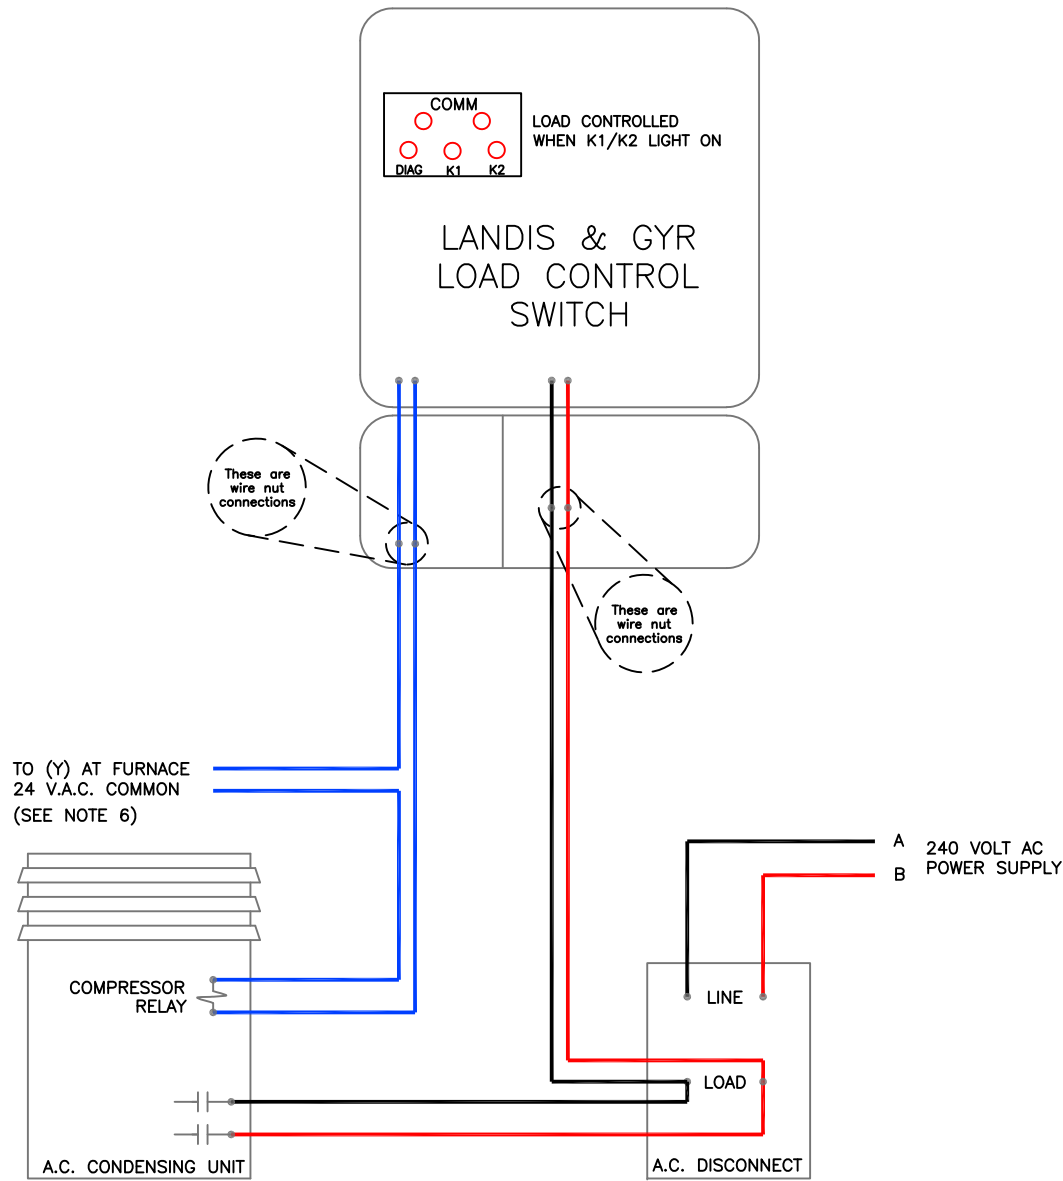 COMM
DIAG K1 K2
LOAD CONTROLLED
WHEN K1/K2 LIGHT ON
LANDIS & GYR
LOAD CONTROL
SWITCH
These are
wire nut
connections
These are
wire nut
connections
TO (Y) AT FURNACE
24 V.A.C. COMMON
(SEE NOTE 6)
A
B
240 VOLT AC
POWER SUPPLY
COMPRESSOR
RELAY
LINE
LOAD
A.C. CONDENSING UNIT
A.C. DISCONNECT